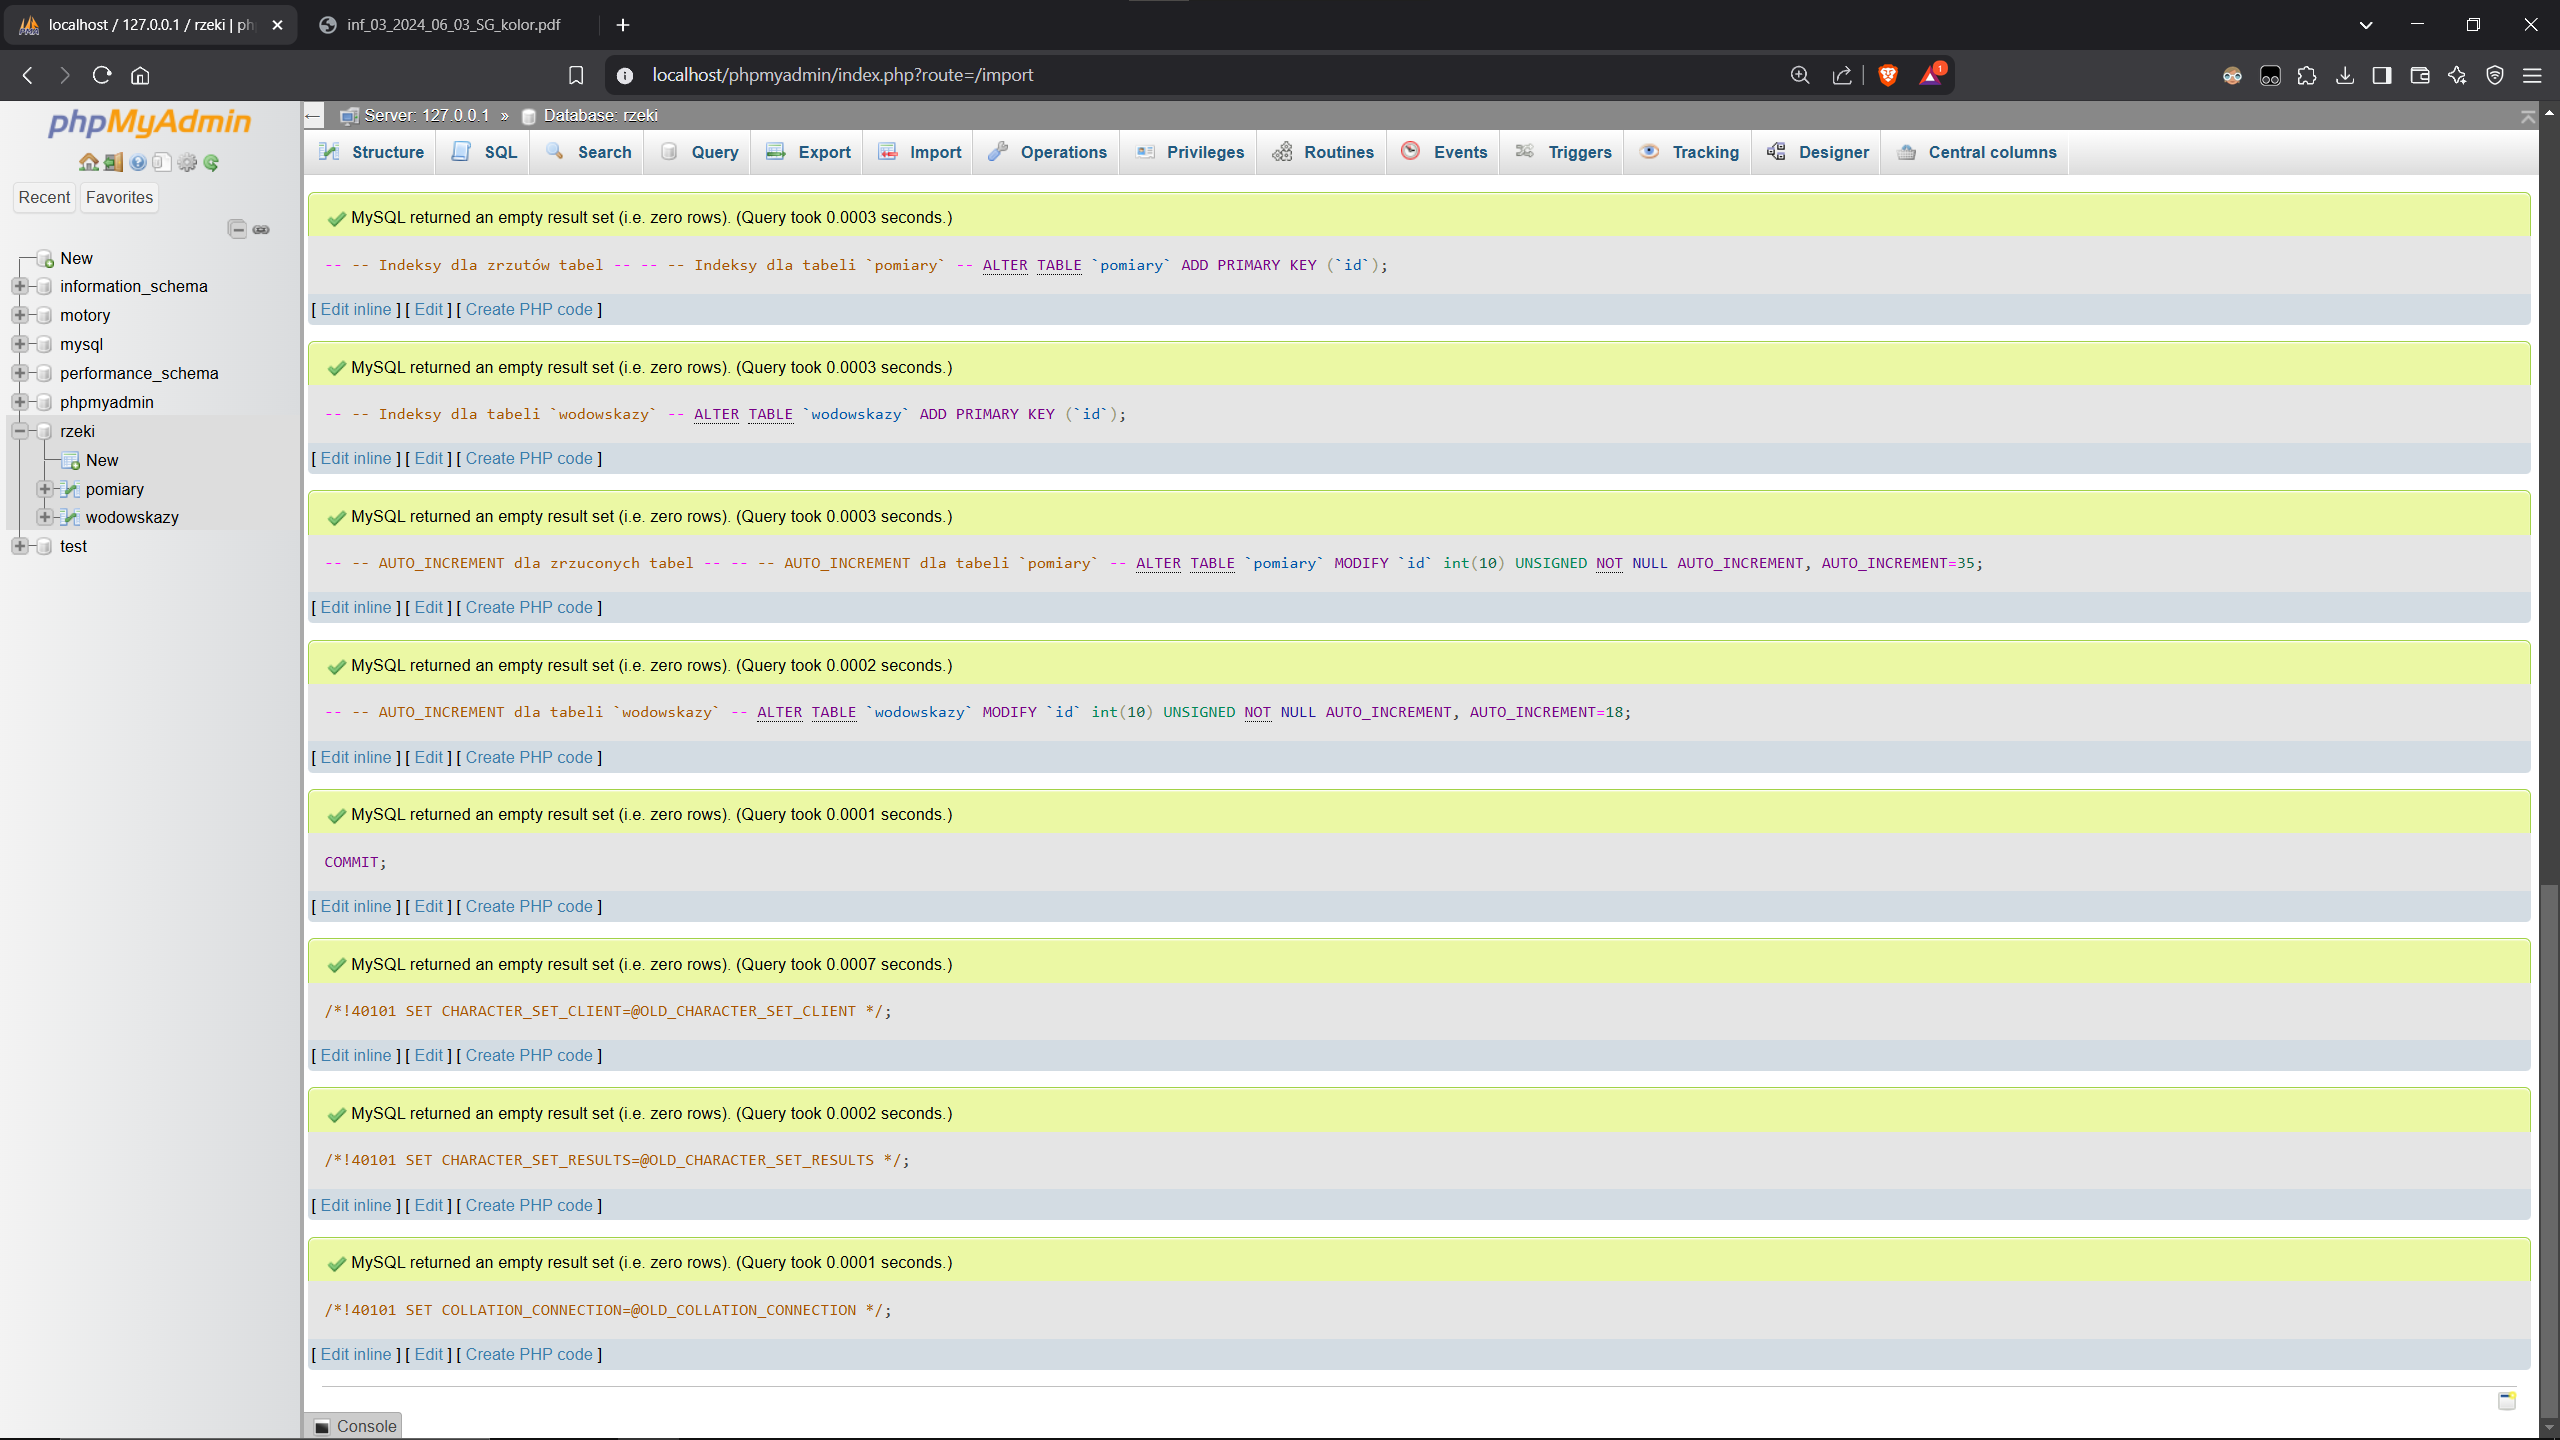 localhost / 127.0.0.1 / rzeki | ph
inf_03_2024_06_03_SG_kolor.pdf
localhost/phpmyadmin/index.php?route=/import
1
phpMyAdmin
Recent
Favorites
New
information_schema
motory
mysql
performance_schema
phpmyadmin
rzeki
New
pomiary
wodowskazy
test
Server: 127.0.0.1 » Database: rzeki
Structure SQL Search Query Export Import Operations Privileges Routines Events Triggers Tracking Designer Central columns
MySQL returned an empty result set (i.e. zero rows). (Query took 0.0003 seconds.)
-- -- Indeksy dla zrzutów tabel -- -- -- Indeksy dla tabeli `pomiary` -- ALTER TABLE `pomiary` ADD PRIMARY KEY (`id`);
[ Edit inline ] [ Edit ] [ Create PHP code ]
MySQL returned an empty result set (i.e. zero rows). (Query took 0.0003 seconds.)
-- -- Indeksy dla tabeli `wodowskazy` -- ALTER TABLE `wodowskazy` ADD PRIMARY KEY (`id`);
[ Edit inline ] [ Edit ] [ Create PHP code ]
MySQL returned an empty result set (i.e. zero rows). (Query took 0.0003 seconds.)
-- -- AUTO_INCREMENT dla zrzuconych tabel -- -- -- AUTO_INCREMENT dla tabeli `pomiary` -- ALTER TABLE `pomiary` MODIFY `id` int(10) UNSIGNED NOT NULL AUTO_INCREMENT, AUTO_INCREMENT=35;
[ Edit inline ] [ Edit ] [ Create PHP code ]
MySQL returned an empty result set (i.e. zero rows). (Query took 0.0002 seconds.)
-- -- AUTO_INCREMENT dla tabeli `wodowskazy` -- ALTER TABLE `wodowskazy` MODIFY `id` int(10) UNSIGNED NOT NULL AUTO_INCREMENT, AUTO_INCREMENT=18;
[ Edit inline ] [ Edit ] [ Create PHP code ]
MySQL returned an empty result set (i.e. zero rows). (Query took 0.0001 seconds.)
COMMIT;
[ Edit inline ] [ Edit ] [ Create PHP code ]
MySQL returned an empty result set (i.e. zero rows). (Query took 0.0007 seconds.)
/*!40101 SET CHARACTER_SET_CLIENT=@OLD_CHARACTER_SET_CLIENT */;
[ Edit inline ] [ Edit ] [ Create PHP code ]
MySQL returned an empty result set (i.e. zero rows). (Query took 0.0002 seconds.)
/*!40101 SET CHARACTER_SET_RESULTS=@OLD_CHARACTER_SET_RESULTS */;
[ Edit inline ] [ Edit ] [ Create PHP code ]
MySQL returned an empty result set (i.e. zero rows). (Query took 0.0001 seconds.)
/*!40101 SET COLLATION_CONNECTION=@OLD_COLLATION_CONNECTION */;
[ Edit inline ] [ Edit ] [ Create PHP code ]
Console